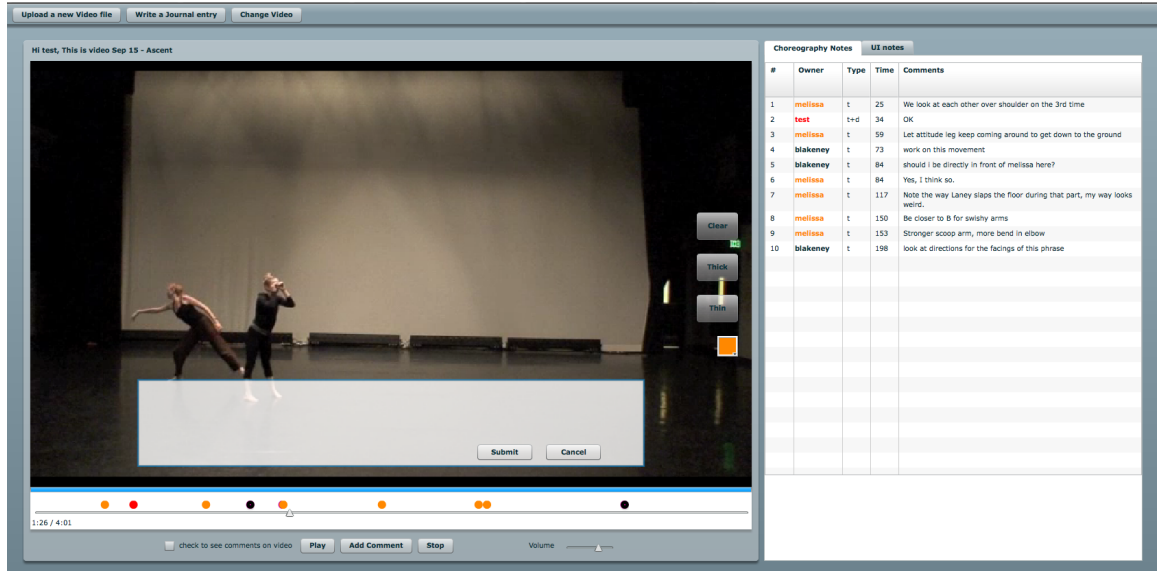 Upload a new Video file Write a Journal entry Change Video
Hi test, This is video Sep 15 - Ascent
Clear
Thick
Thin
Submit Cancel
1:26 / 4:01
check to see comments on video Play Add Comment Stop Volume
Choreography Notes UI notes
# Owner Type Time Comments
1 melissa t 25 We look at each other over shoulder on the 3rd time
2 test t+d 34 OK
3 melissa t 59 Let attitude leg keep coming around to get down to the ground
4 blakeney t 73 work on this movement
5 blakeney t 84 should i be directly in front of melissa here?
6 melissa t 84 Yes, I think so.
7 melissa t 117 Note the way Laney slaps the floor during that part, my way looks
weird.
8 melissa t 150 Be closer to B for swishy arms
9 melissa t 153 Stronger scoop arm, more bend in elbow
10 blakeney t 198 look at directions for the facings of this phrase